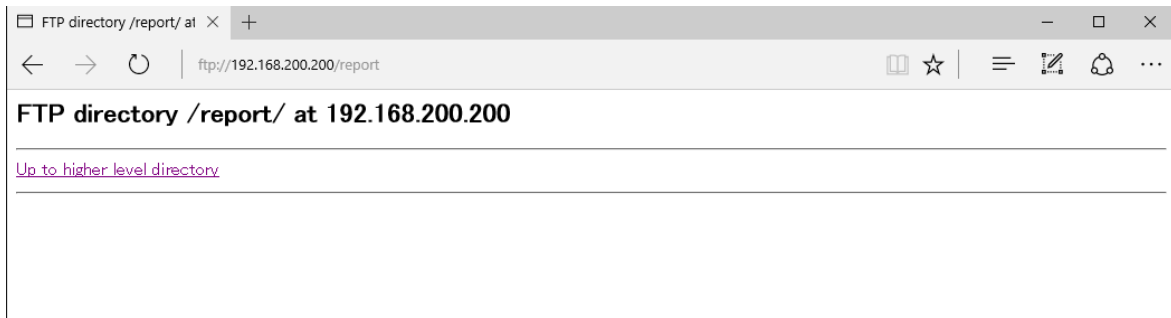 FTP directory /report/ at
ftp://192.168.200.200/report
FTP directory /report/ at 192.168.200.200
Up to higher level directory